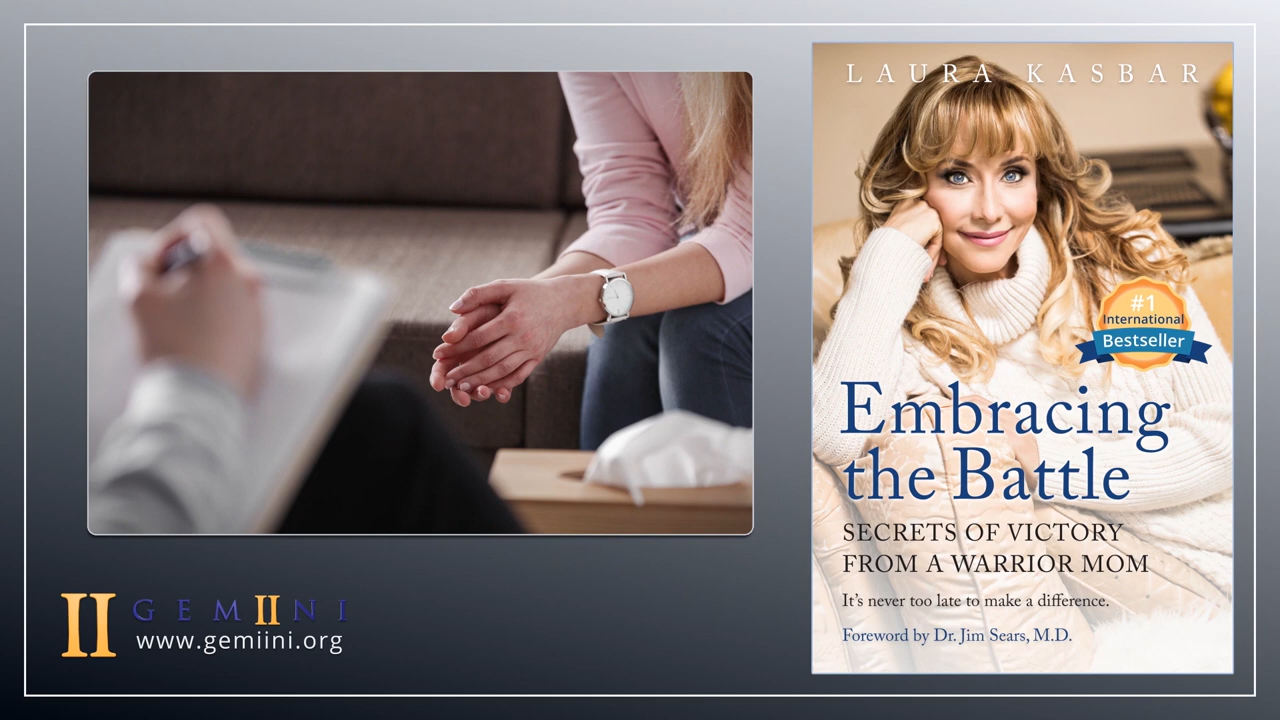 LAURA KASBAR
#1
International
Bestseller
Embracing
the Battle
SECRETS OF VICTORY
FROM A WARRIOR MOM
It's never too late to make a difference.
Foreword by Dr. Jim Sears, M.D.
II GEMIINI
www.gemiini.org